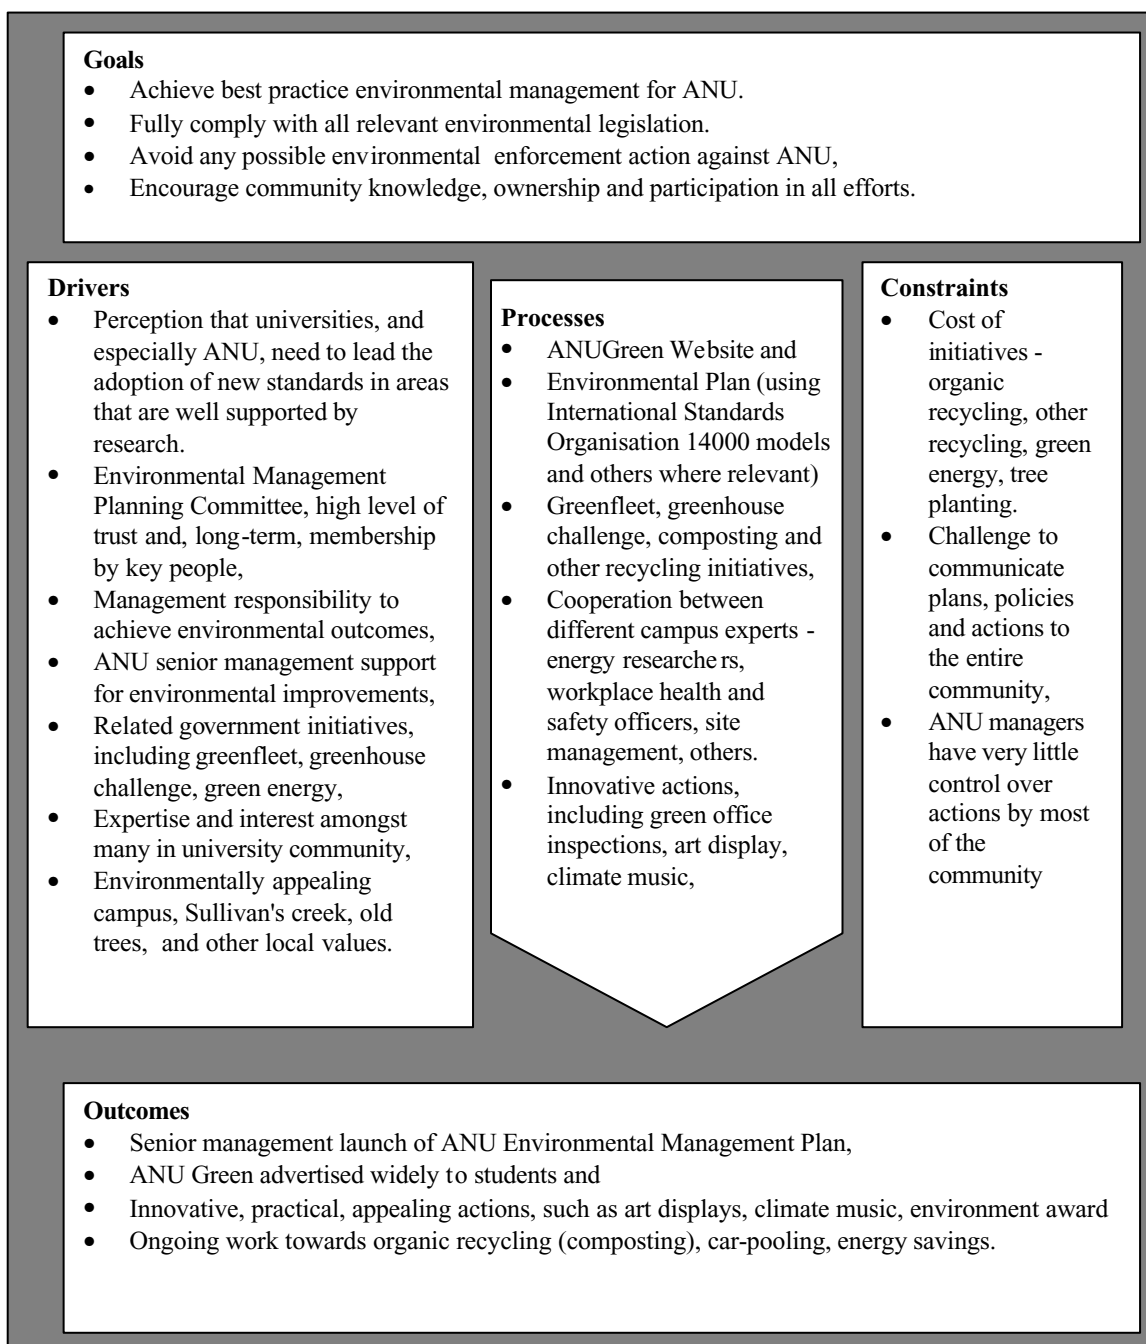 Goals
• Achieve best practice environmental management for ANU.
• Fully comply with all relevant environmental legislation.
• Avoid any possible environmental enforcement action against ANU,
• Encourage community knowledge, ownership and participation in all efforts.
Drivers
• Perception that universities, and
especially ANU, need to lead the
adoption of new standards in areas
that are well supported by
research.
• Environmental Management
Planning Committee, high level of
trust and, long-term, membership
by key people,
• Management responsibility to
achieve environmental outcomes,
• ANU senior management support
for environmental improvements,
• Related government initiatives,
including greenfleet, greenhouse
challenge, green energy,
• Expertise and interest amongst
many in university community,
• Environmentally appealing
campus, Sullivan's creek, old
trees, and other local values.
Processes
• ANUGreen Website and
• Environmental Plan (using
International Standards
Organisation 14000 models
and others where relevant)
• Greenfleet, greenhouse
challenge, composting and
other recycling initiatives,
• Cooperation between
different campus experts -
energy researchers,
workplace health and
safety officers, site
management, others.
• Innovative actions,
including green office
inspections, art display,
climate music,
Constraints
• Cost of
initiatives -
organic
recycling, other
recycling, green
energy, tree
planting.
• Challenge to
communicate
plans, policies
and actions to
the entire
community,
• ANU managers
have very little
control over
actions by most
of the
community
Outcomes
• Senior management launch of ANU Environmental Management Plan,
• ANU Green advertised widely to students and
• Innovative, practical, appealing actions, such as art displays, climate music, environment award
• Ongoing work towards organic recycling (composting), car-pooling, energy savings.